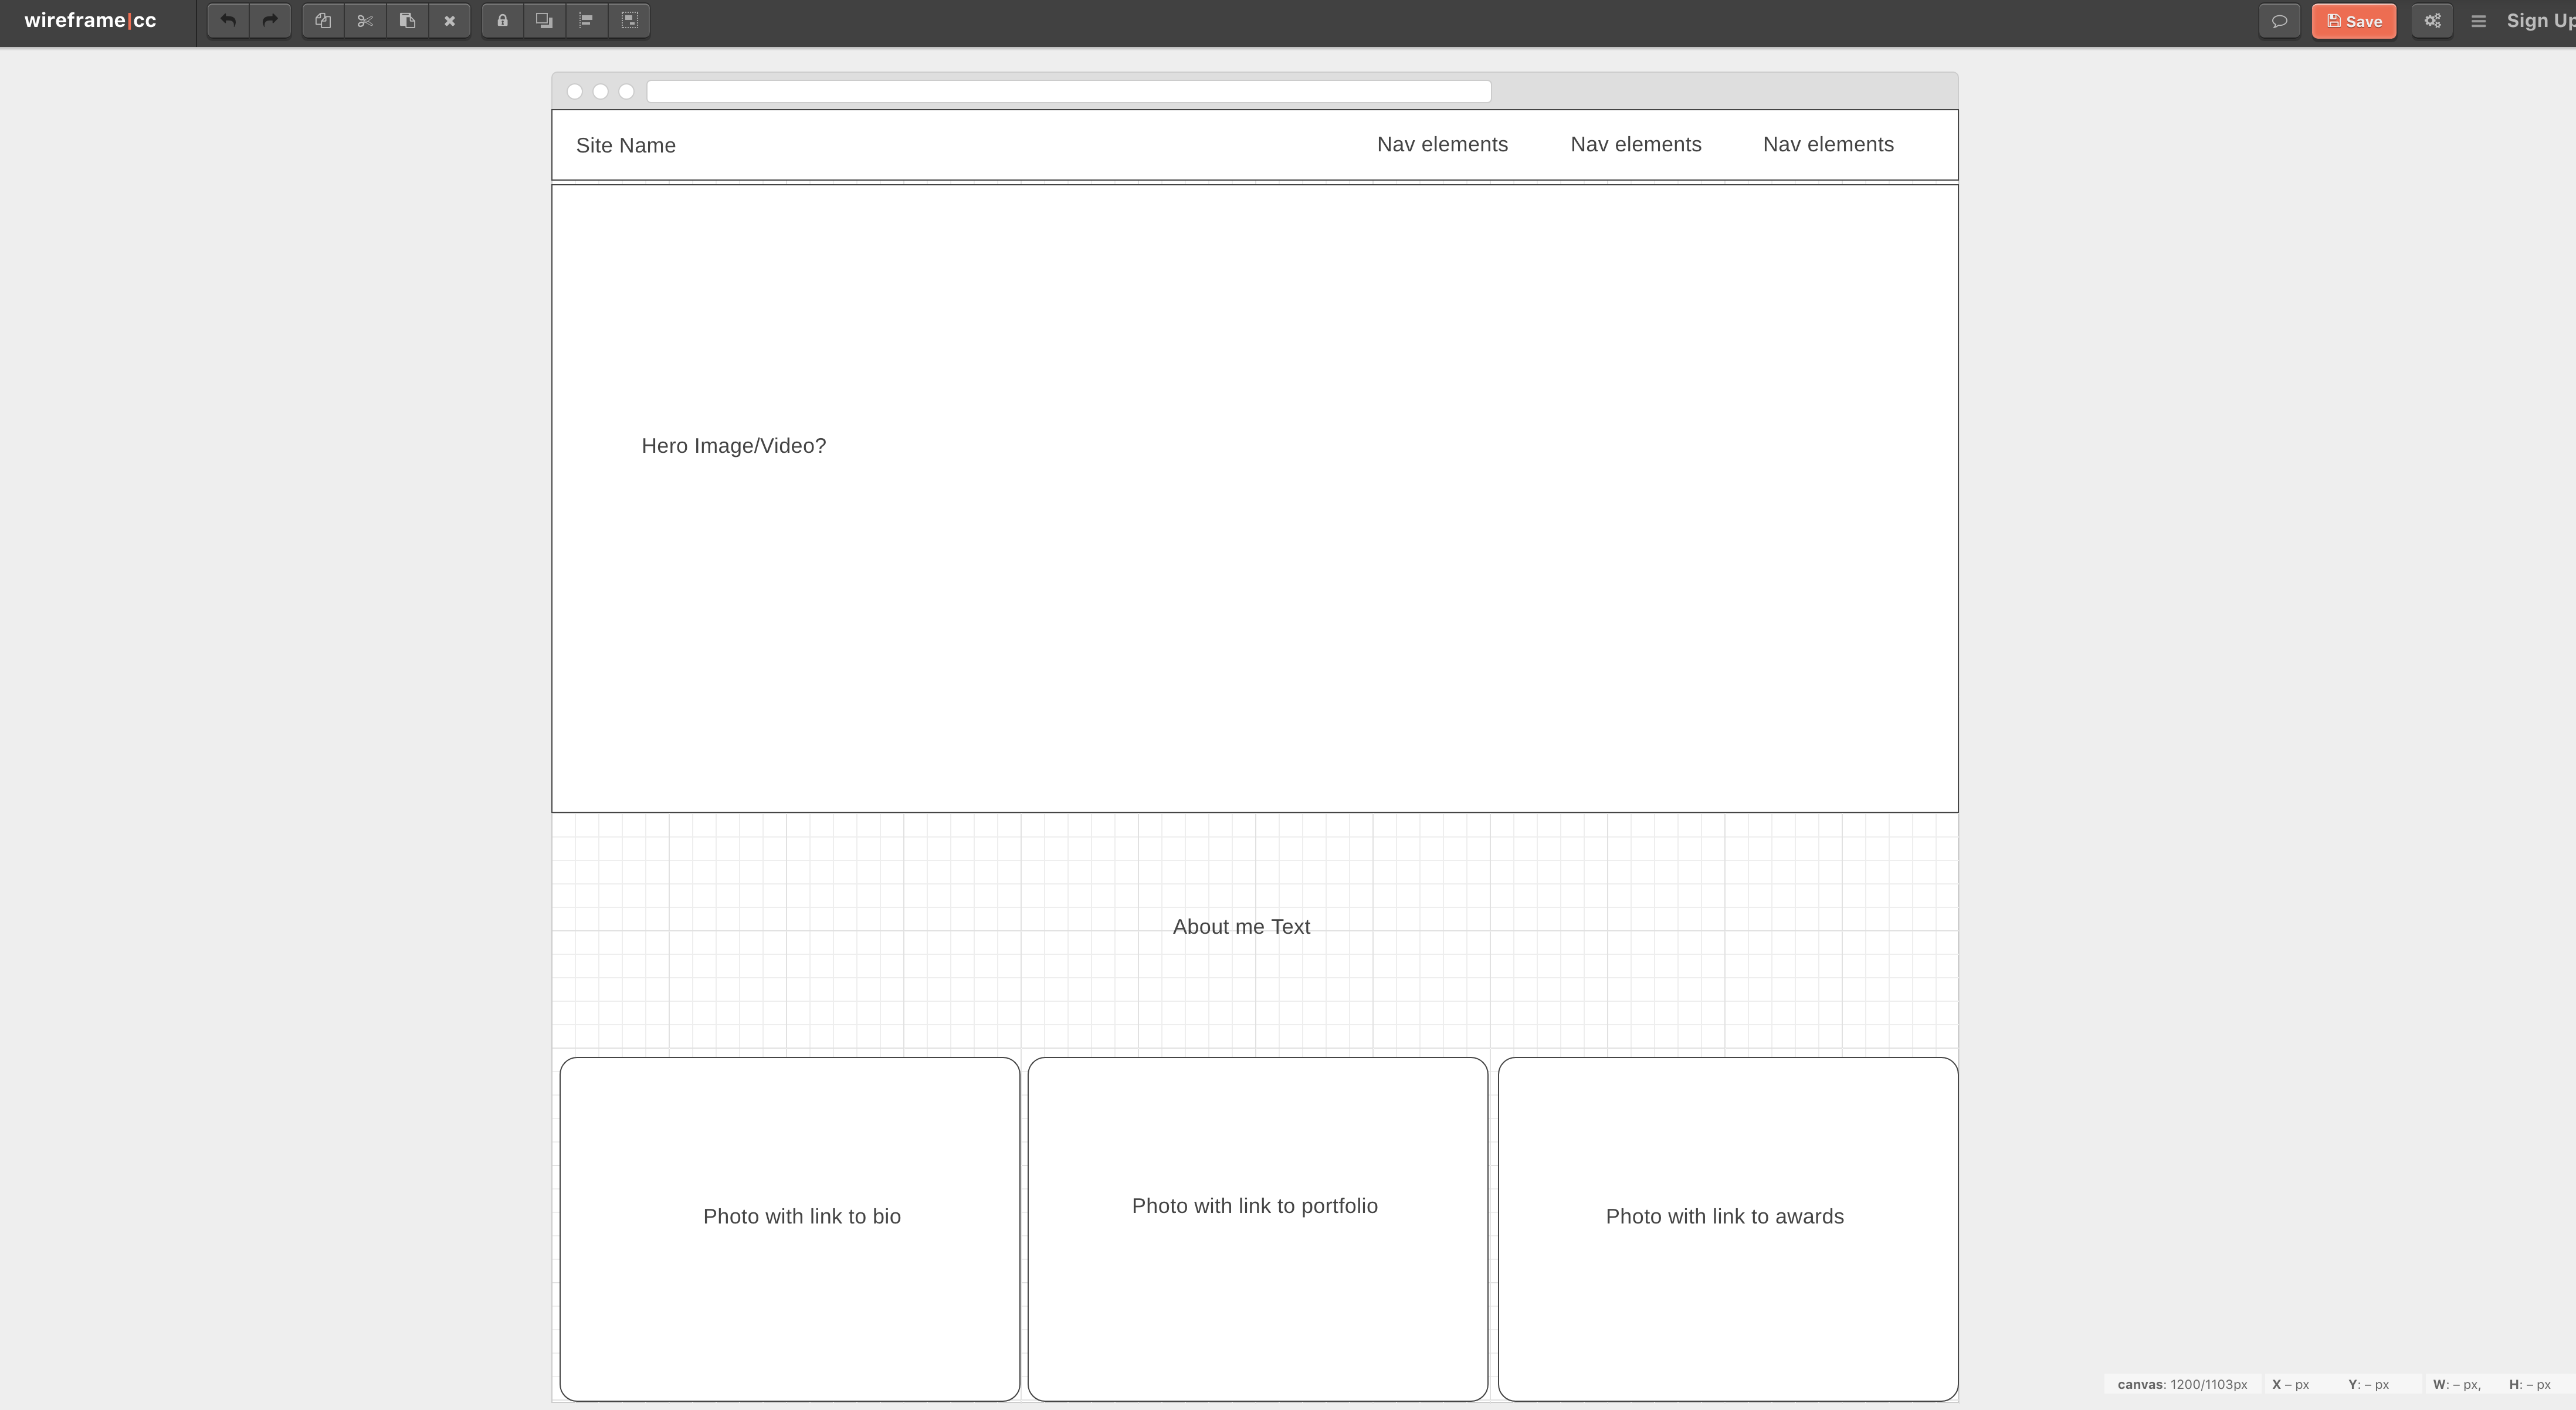 wireframe|cc
Save
Sign Up
Site Name
Nav elements Nav elements Nav elements
Hero Image/Video?
About me Text
Photo with link to bio
Photo with link to portfolio
Photo with link to awards
canvas: 1200/1103px X – px Y: – px W: – px, H: – px